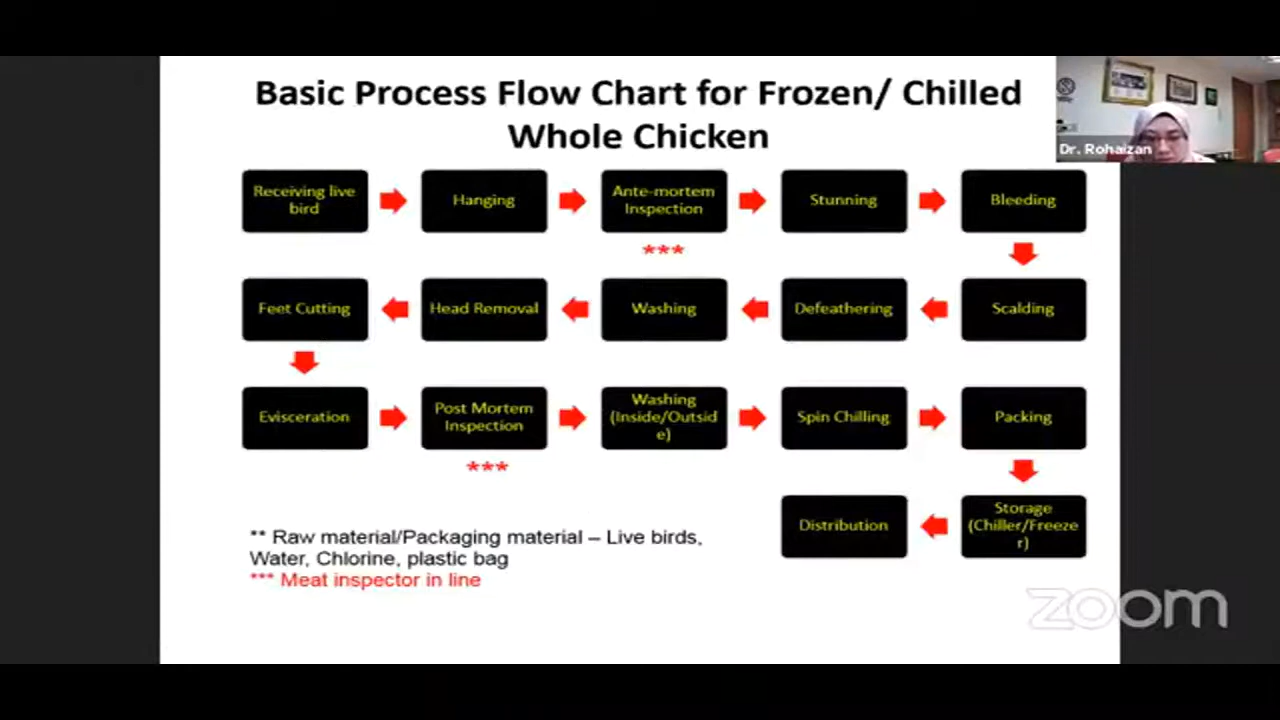 Basic Process Flow Chart for Frozen/ Chilled
Whole Chicken
Dr. Rohaizan
Receiving live
bird
Hanging
Ante-mortem
Inspection
Stunning
Bleeding
***
Feet Cutting
Head Removal
Washing
Defeathering
Scalding
Evisceration
Post Mortem
Inspection
Washing
(Inside/Outsid
e)
Spin Chilling
Packing
***
Distribution
Storage
(Chiller/Freeze
r)
** Raw material/Packaging material – Live birds,
Water, Chlorine, plastic bag
*** Meat inspector in line
zoom